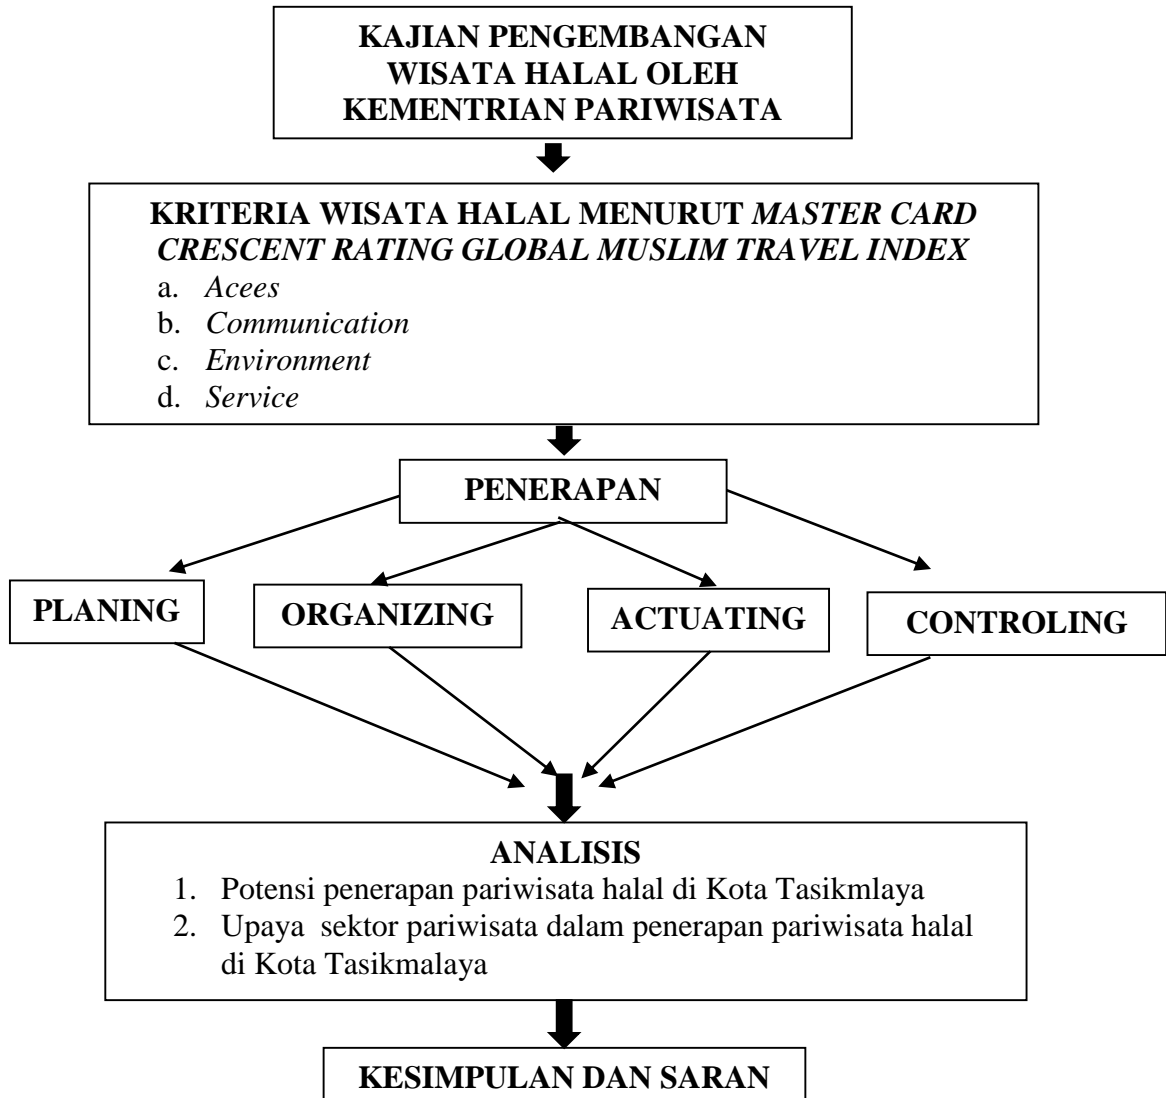 KAJIAN PENGEMBANGAN
WISATA HALAL OLEH
KEMENTRIAN PARIWISATA
KRITERIA WISATA HALAL MENURUT MASTER CARD
CRESCENT RATING GLOBAL MUSLIM TRAVEL INDEX
a. Acees
b. Communication
c. Environment
d. Service
PENERAPAN
PLANING
ORGANIZING
ACTUATING
CONTROLING
ANALISIS
1. Potensi penerapan pariwisata halal di Kota Tasikmlaya
2. Upaya sektor pariwisata dalam penerapan pariwisata halal
di Kota Tasikmalaya
KESIMPULAN DAN SARAN